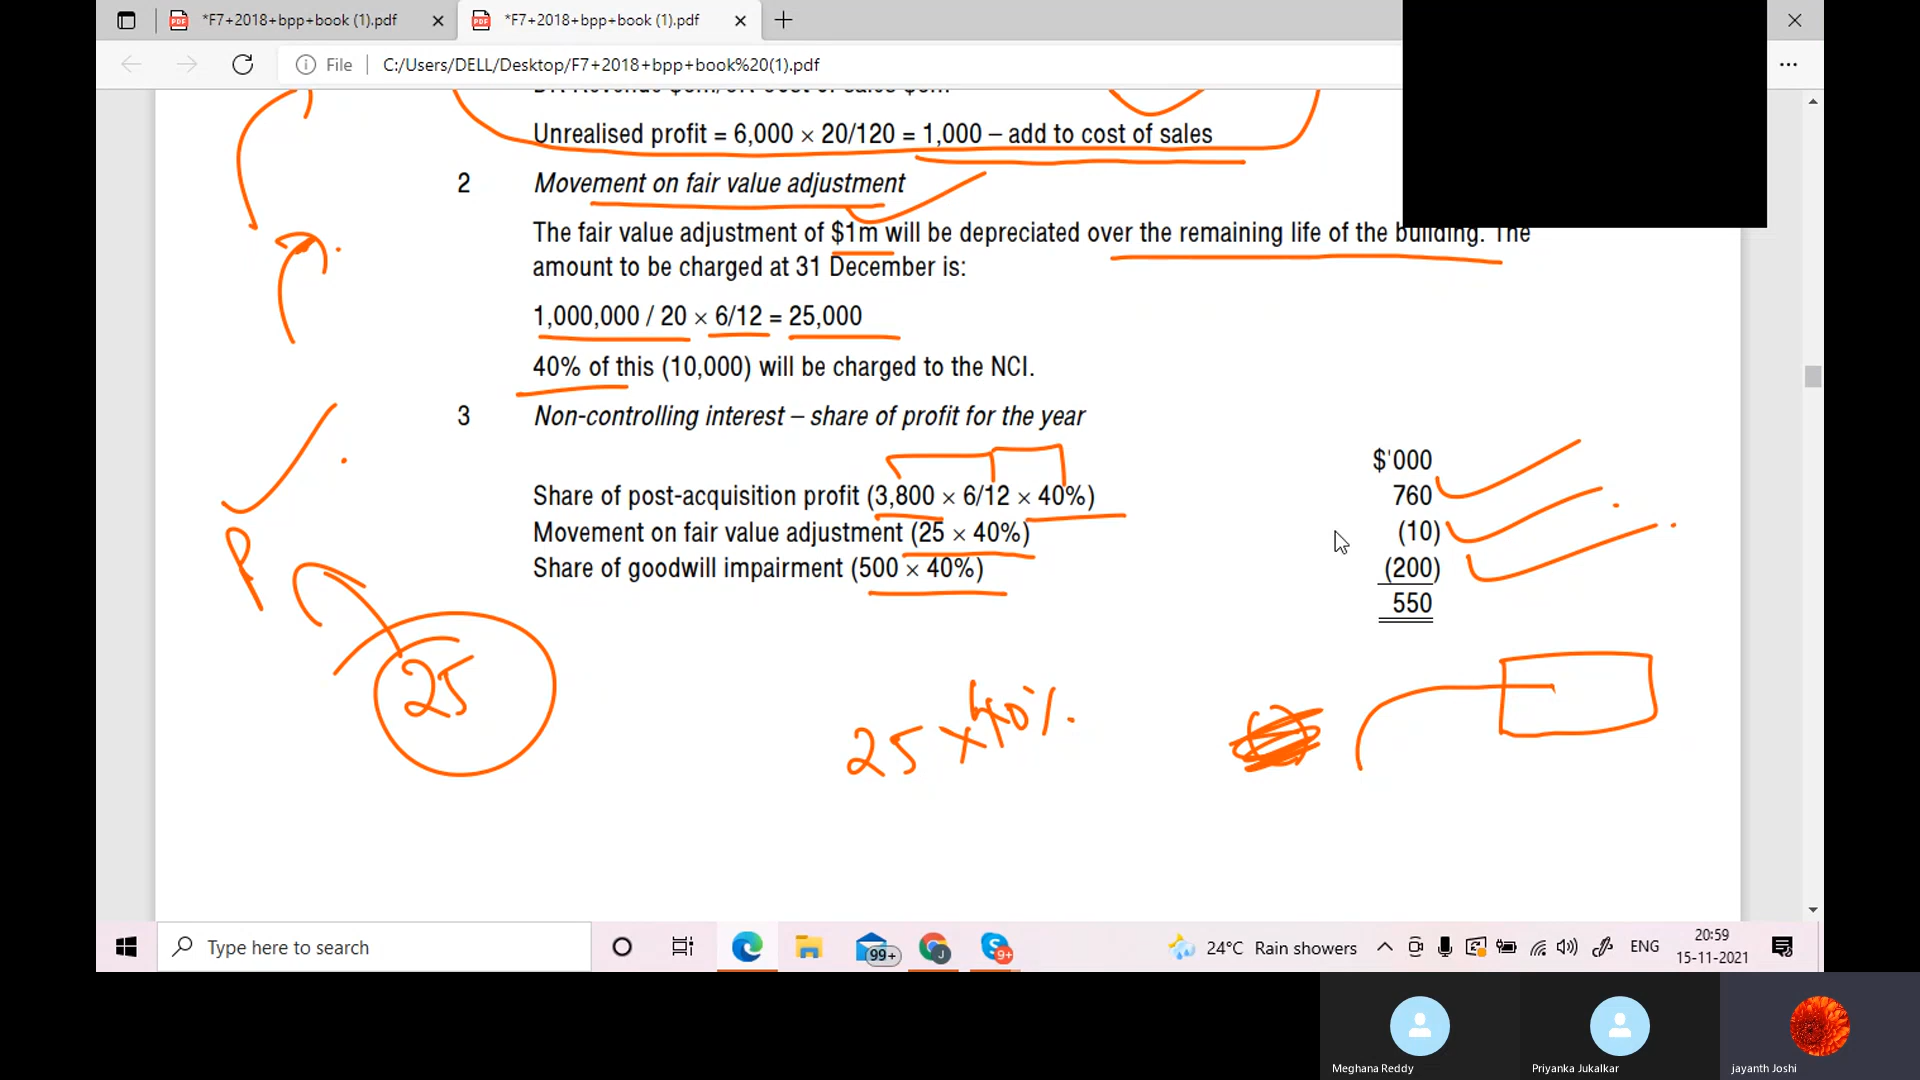 *F7+2018+bpp+book (1).pdf
*F7+2018+bpp+book (1).pdf
File
C:/Users/DELL/Desktop/F7+2018+bpp+book%20(1).pdf
Unrealised profit = 6,000 × 20/120 = 1,000 – add to cost of sales
2 Movement on fair value adjustment
The fair value adjustment of $1m will be depreciated over the remaining life of the building. The
amount to be charged at 31 December is:
1,000,000 / 20 × 6/12 = 25,000
40% of this (10,000) will be charged to the NCI.
3 Non-controlling interest – share of profit for the year
$'000
Share of post-acquisition profit (3,800 × 6/12 × 40%) 760
Movement on fair value adjustment (25 × 40%) (10)
Share of goodwill impairment (500 × 40%) (200)
550
25
25 × 40%
Type here to search
99+
9+
24°C Rain showers
ENG
20:59
15-11-2021
Meghana Reddy
Priyanka Jukalkar
jayanth Joshi